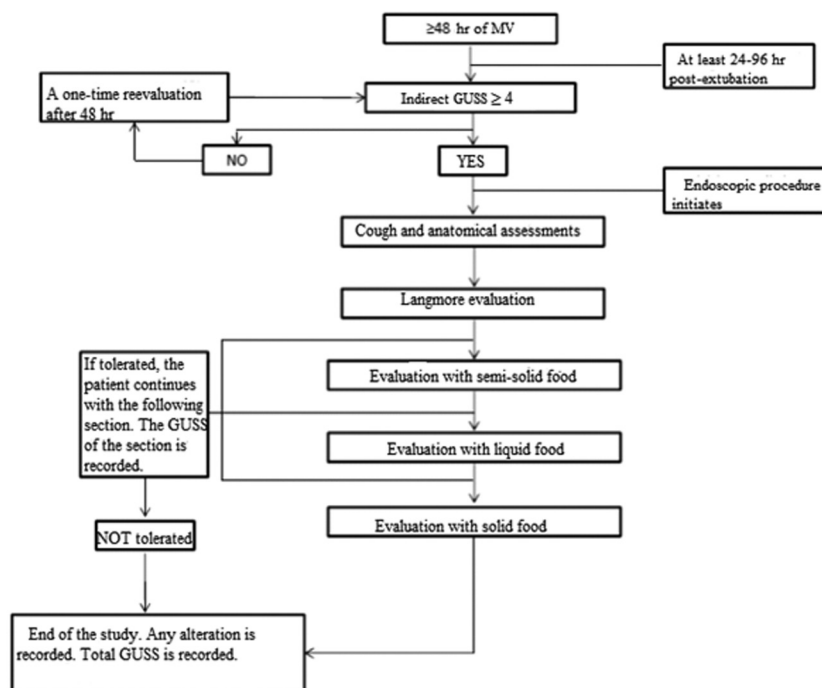 ≥48 hr of MV
At least 24-96 hr
post-extubation
A one-time reevaluation
after 48 hr
Indirect GUSS ≥ 4
NO
YES
Endoscopic procedure
initiates
Cough and anatomical assessments
Langmore evaluation
If tolerated, the
patient continues
with the following
section. The GUSS
of the section is
recorded.
Evaluation with semi-solid food
Evaluation with liquid food
Evaluation with solid food
NOT tolerated
End of the study. Any alteration is
recorded. Total GUSS is recorded.